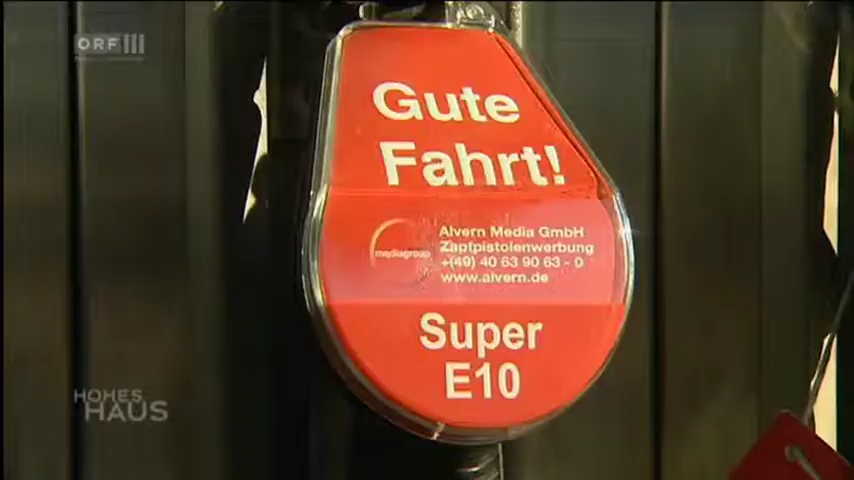 ORF III
Gute
Fahrt!
Alvern Media GmbH
Zapfpistolenwerbung
mediagroup
+(49) 40 63 90 63 - 0
www.alvern.de
Super
E10
HOHES
HAUS